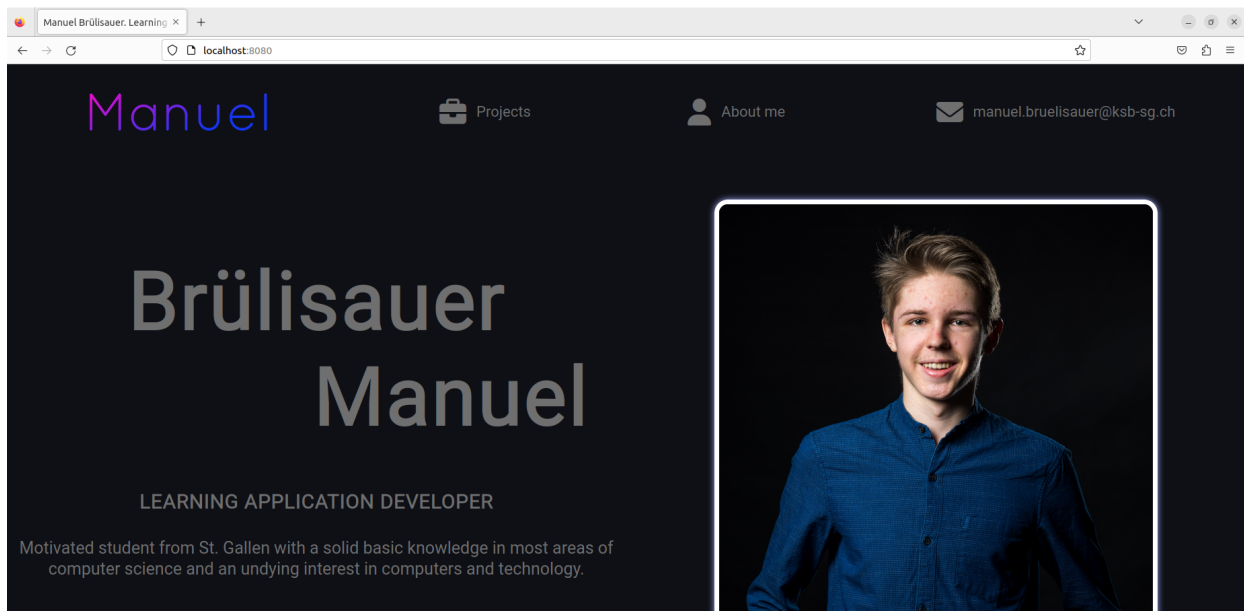 Manuel Brülisauer. Learning
localhost:8080
Manuel
Projects
About me
manuel.bruelisauer@ksb-sg.ch
Brülisauer
Manuel
LEARNING APPLICATION DEVELOPER
Motivated student from St. Gallen with a solid basic knowledge in most areas of
computer science and an undying interest in computers and technology.